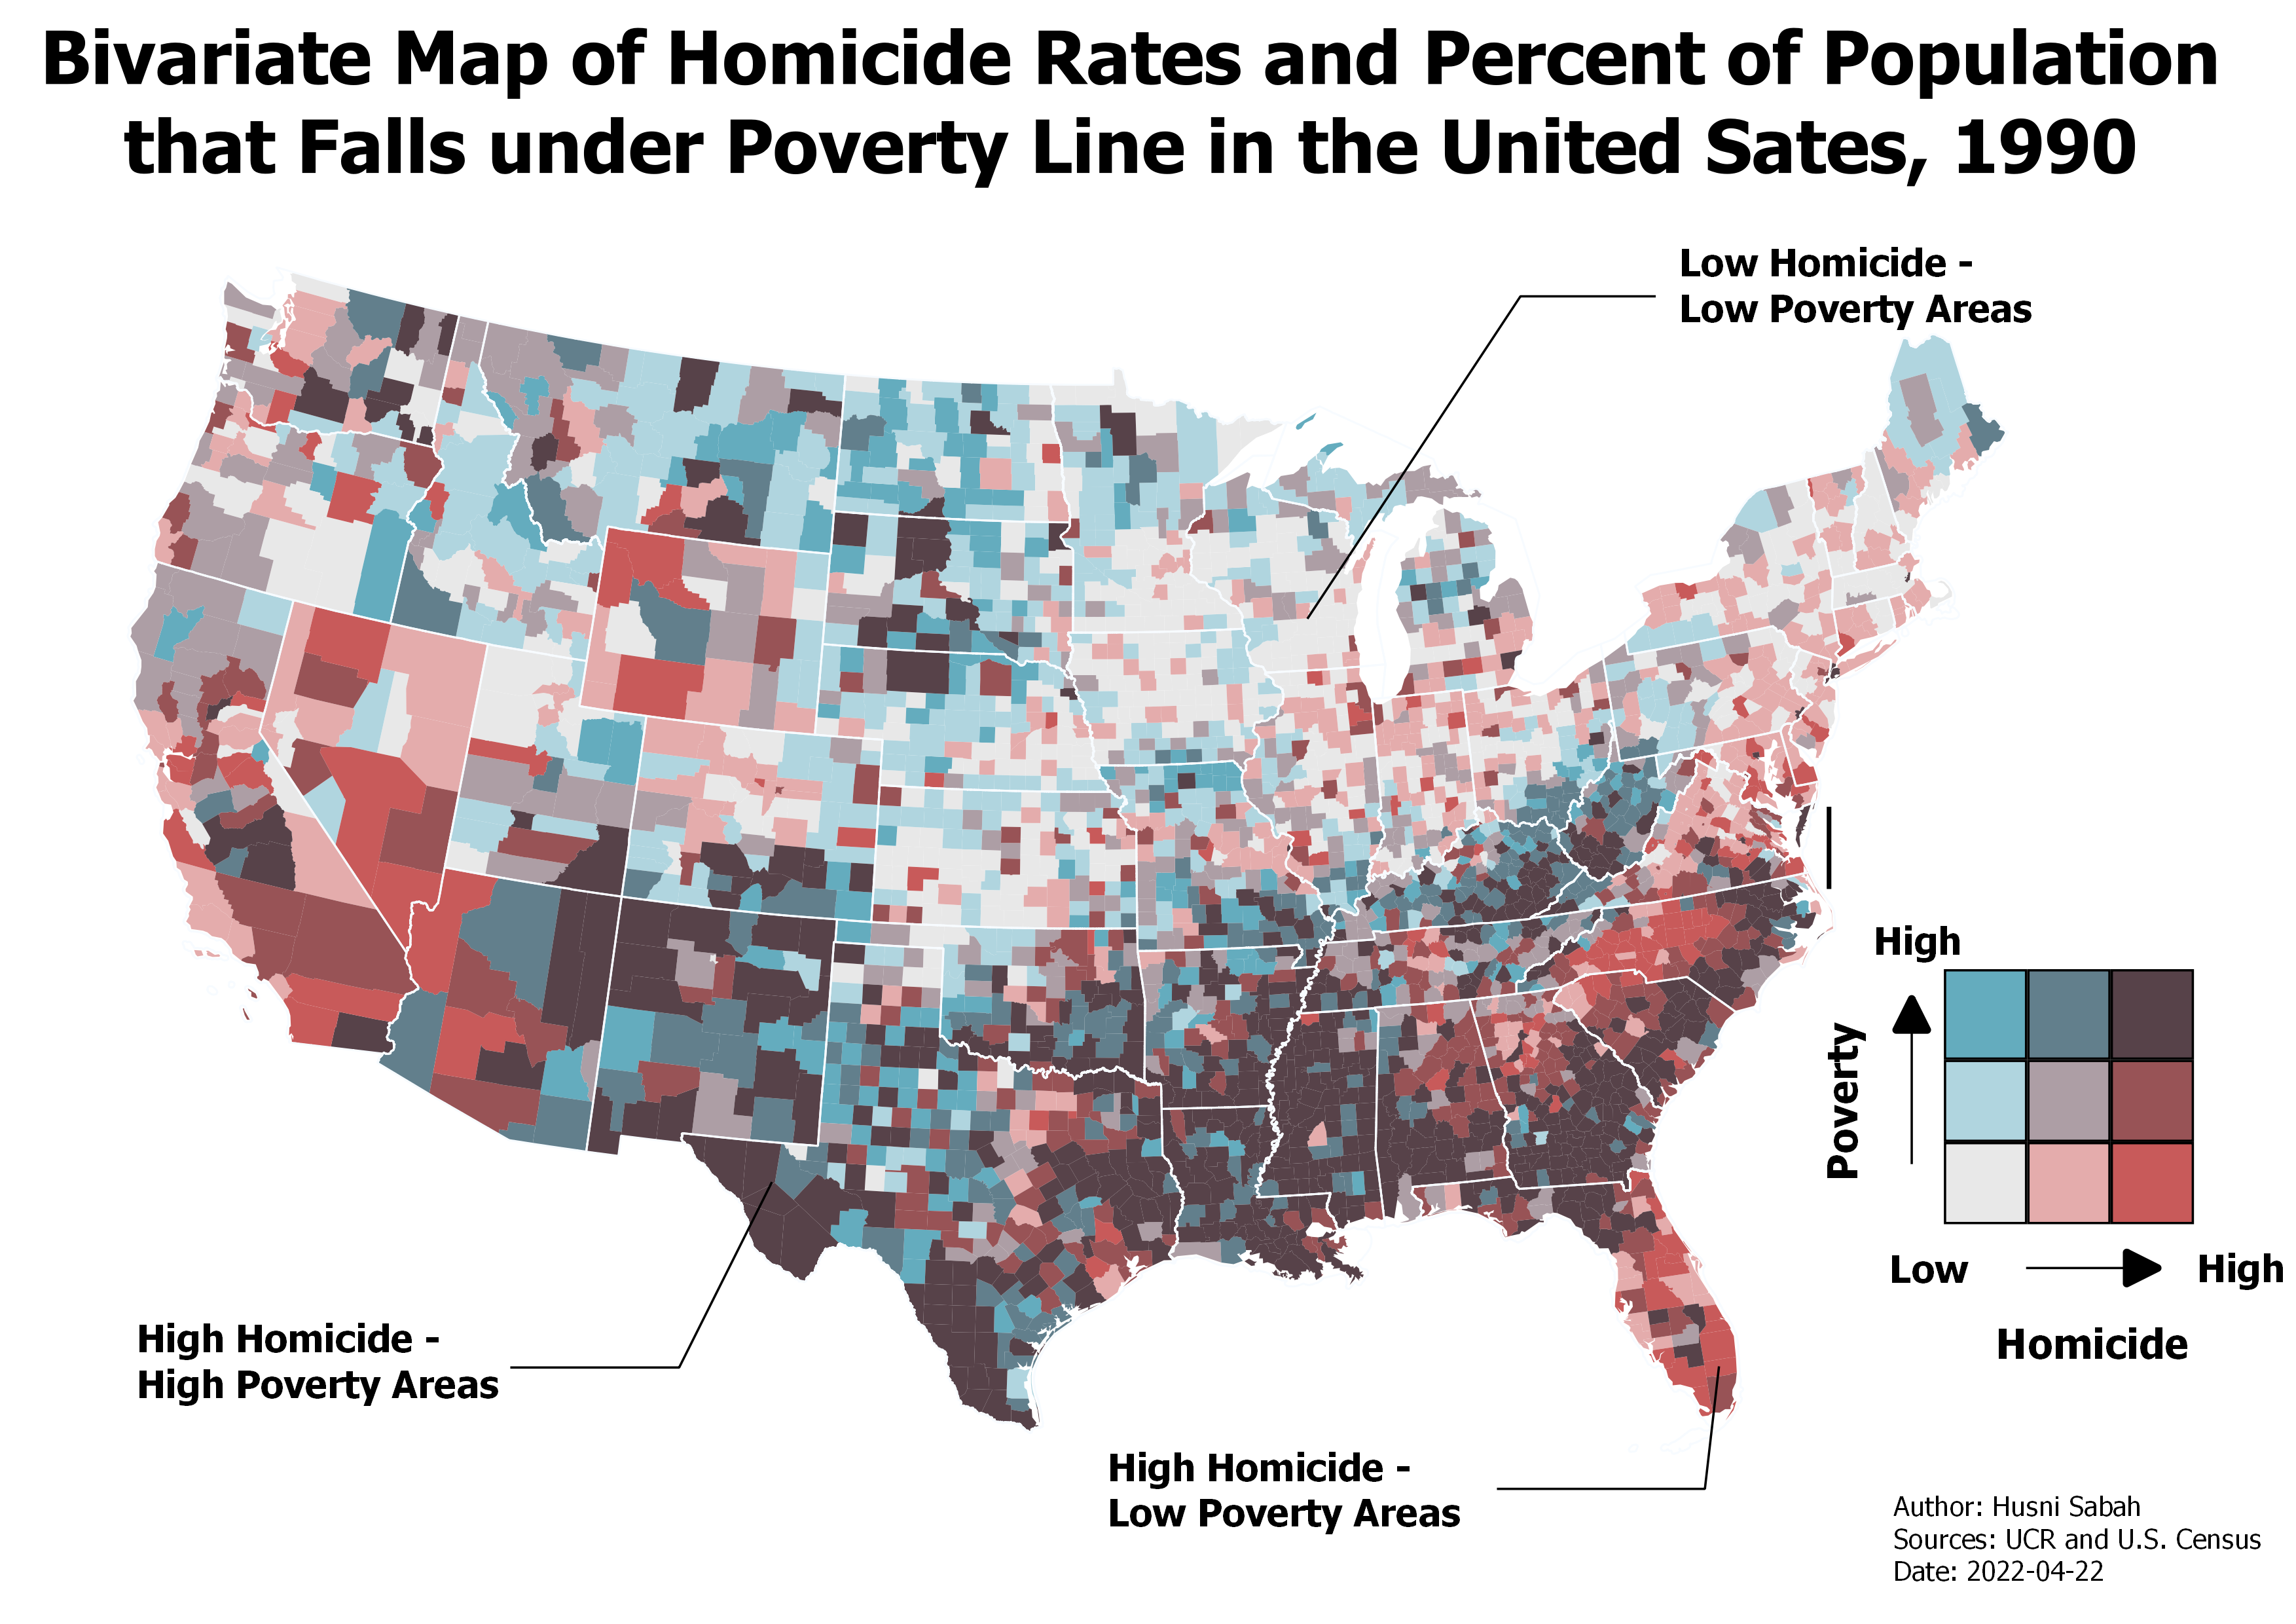 Bivariate Map of Homicide Rates and Percent of Population
that Falls under Poverty Line in the United Sates, 1990
Low Homicide -
Low Poverty Areas
High
Poverty
Low
High
Homicide
High Homicide -
High Poverty Areas
High Homicide -
Low Poverty Areas
Author: Husni Sabah
Sources: UCR and U.S. Census
Date: 2022-04-22